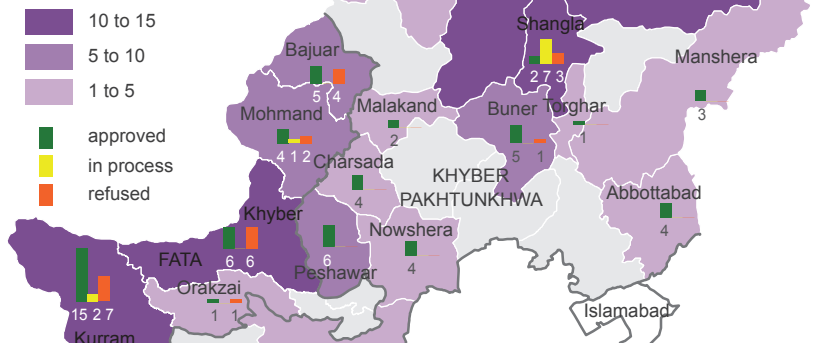 10 to 15
5 to 10
1 to 5
approved
in process
refused
Shangla
2 7 3
Bajuar
5 4
Manshera
3
Mohmand
4 1 2
Malakand
2
Buner
5 1
Torghar
1
Charsada
4
KHYBER
PAKHTUNKHWA
Abbottabad
4
Khyber
6 6
FATA
Peshawar
6
Nowshera
4
Orakzai
1 1
15 2 7
Kurram
Islamabad